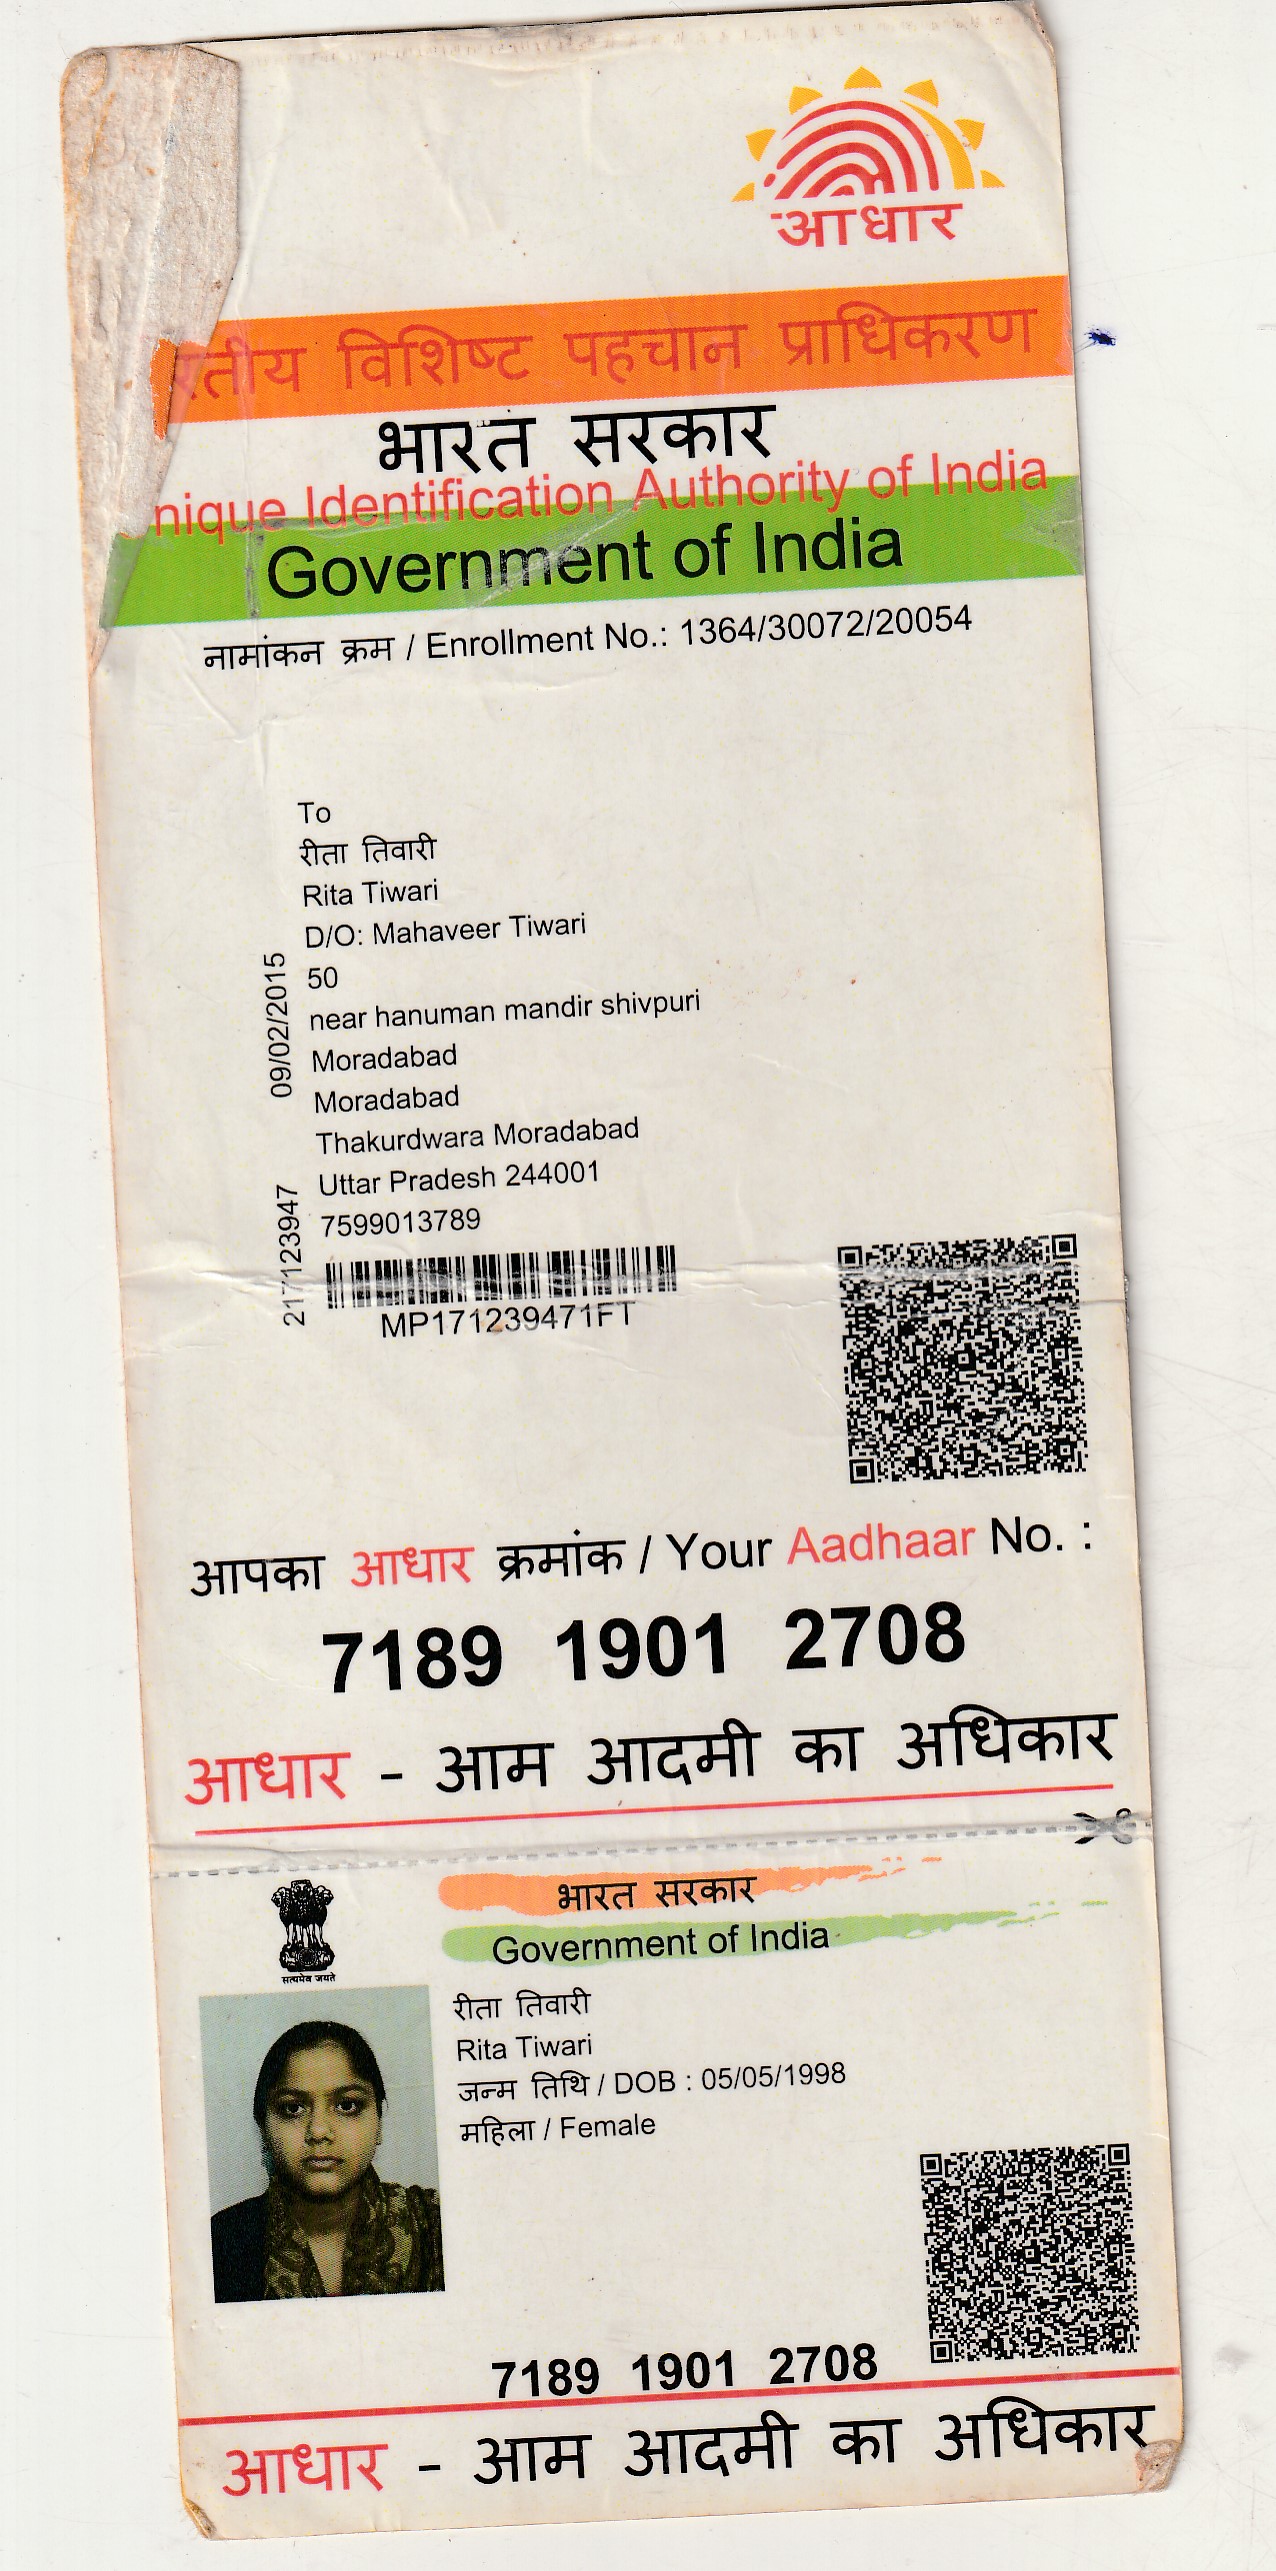 आधार
रतीय विशिष्ट पहचान प्राधिकरण
भारत सरकार
nique Identification Authority of India
Government of India
नामांकन क्रम / Enrollment No.: 1364/30072/20054
To
रीता तिवारी
Rita Tiwari
D/O: Mahaveer Tiwari
50
near hanuman mandir shivpuri
Moradabad
Moradabad
Thakurdwara Moradabad
Uttar Pradesh 244001
7599013789
09/02/2015
217123947
MP171239471FT
आपका आधार क्रमांक / Your Aadhaar No. :
7189 1901 2708
आधार - आम आदमी का अधिकार
सत्यमेव जयते
भारत सरकार
Government of India
रीता तिवारी
Rita Tiwari
जन्म तिथि / DOB : 05/05/1998
महिला / Female
7189 1901 2708
आधार - आम आदमी का अधिकार